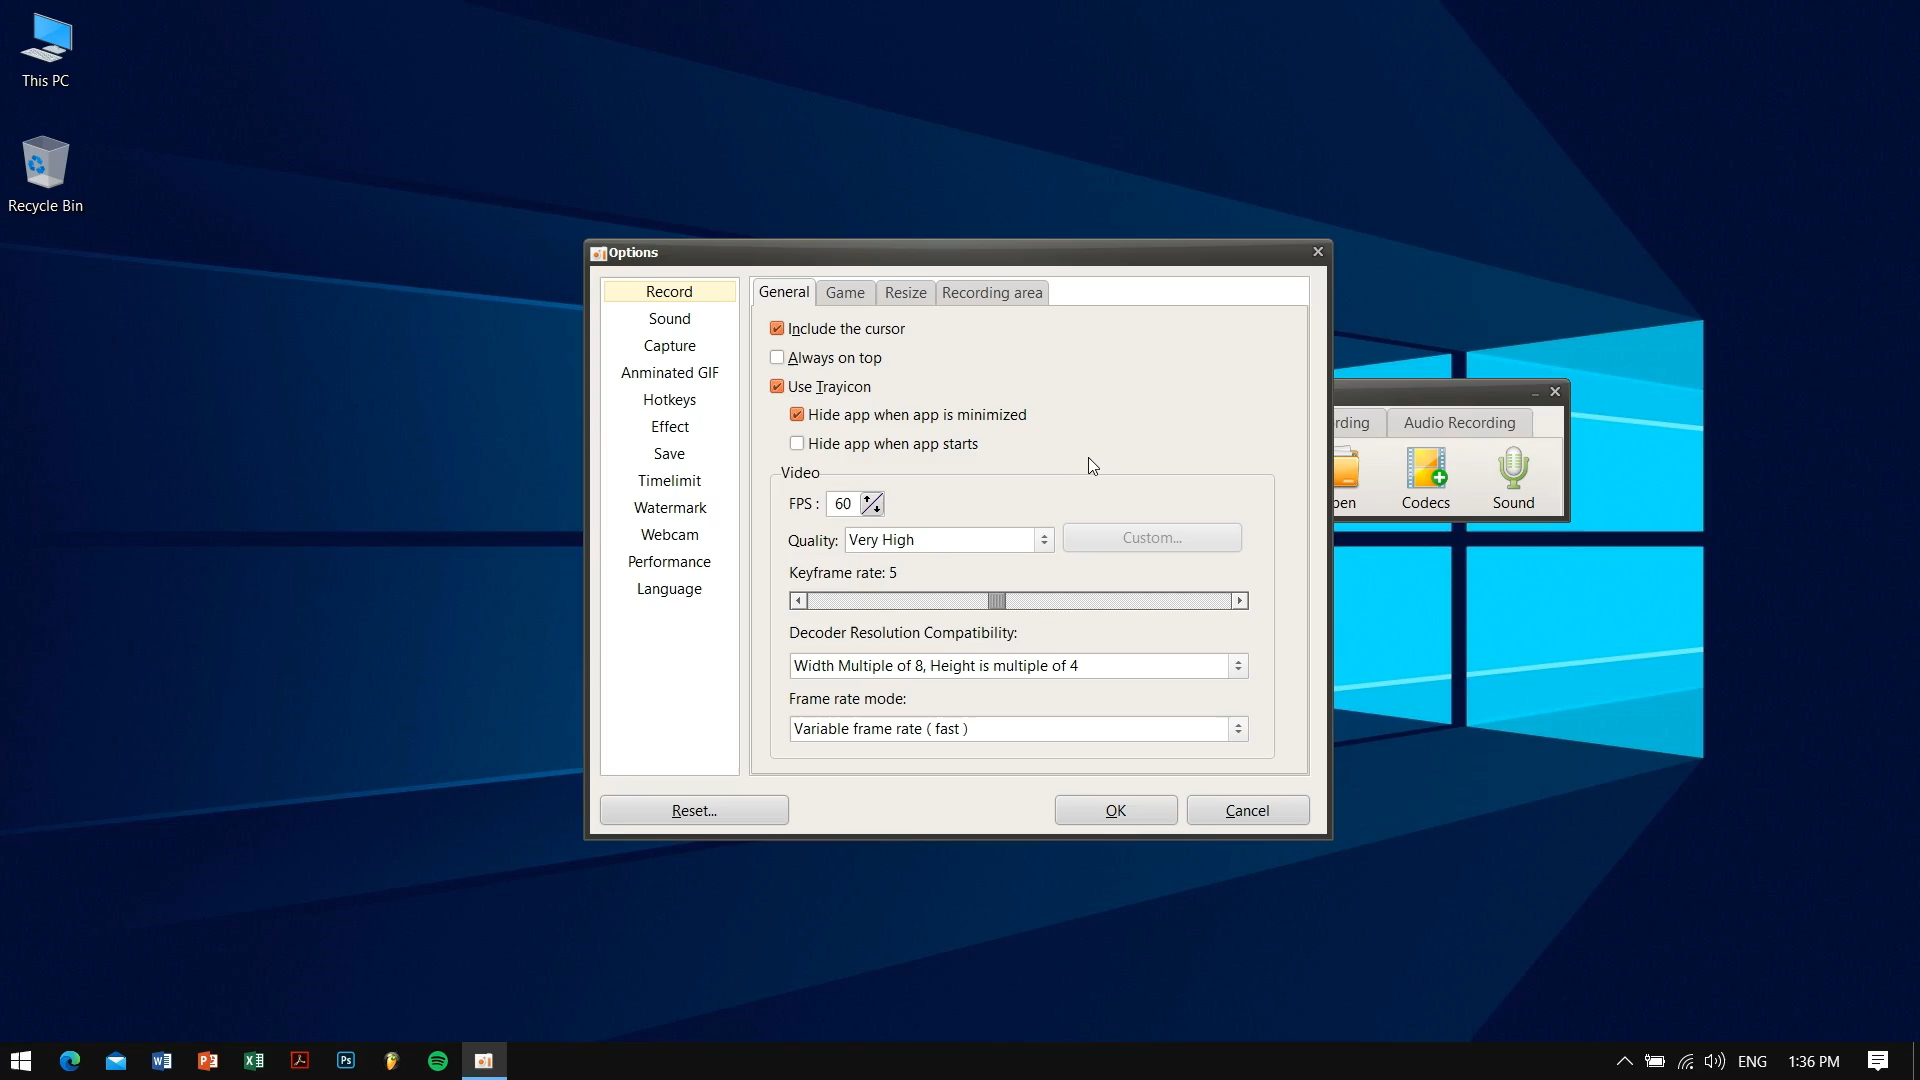 This PC
Recycle Bin
Options
Record
Sound
Capture
Anminated GIF
Hotkeys
Effect
Save
Timelimit
Watermark
Webcam
Performance
Language
General
Game
Resize
Recording area
Include the cursor
Always on top
Use Trayicon
Hide app when app is minimized
Hide app when app starts
Video
FPS : 60
Quality: Very High
Custom...
Keyframe rate: 5
Decoder Resolution Compatibility:
Width Multiple of 8, Height is multiple of 4
Frame rate mode:
Variable frame rate ( fast )
Reset...
OK
Cancel
rding
Audio Recording
pen
Codecs
Sound
Ps
ENG
1:36 PM